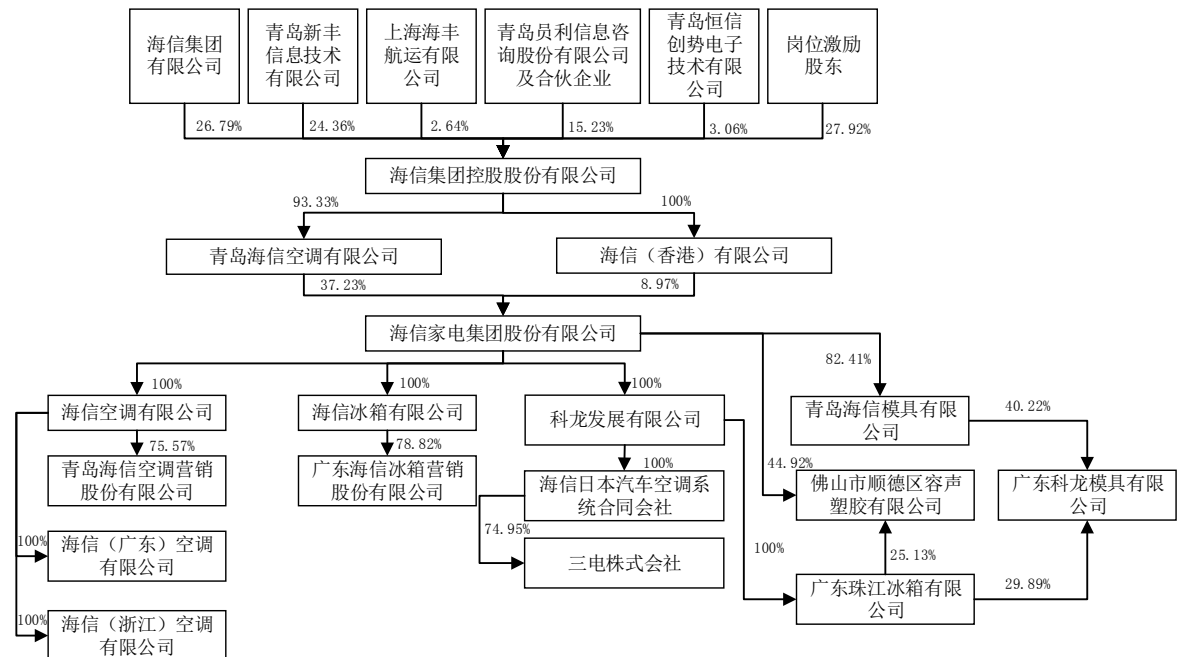 海信集团
有限公司
青岛新丰
信息技术
有限公司
上海海丰
航运有限
公司
青岛员利信息咨
询股份有限公司
及合伙企业
青岛恒信
创势电子
技术有限
公司
岗位激励
股东
26.79%
24.36%
2.64%
15.23%
3.06%
27.92%
海信集团控股股份有限公司
93.33%
100%
青岛海信空调有限公司
海信（香港）有限公司
37.23%
8.97%
海信家电集团股份有限公司
82.41%
100%
100%
100%
海信空调有限公司
海信冰箱有限公司
科龙发展有限公司
青岛海信模具有限
公司
40.22%
75.57%
78.82%
100%
44.92%
青岛海信空调营销
股份有限公司
广东海信冰箱营销
股份有限公司
海信日本汽车空调系
统合同会社
佛山市顺德区容声
塑胶有限公司
广东科龙模具有限
公司
74.95%
100%
海信（广东）空调
有限公司
三电株式会社
100%
25.13%
广东珠江冰箱有限
公司
29.89%
100%
海信（浙江）空调
有限公司